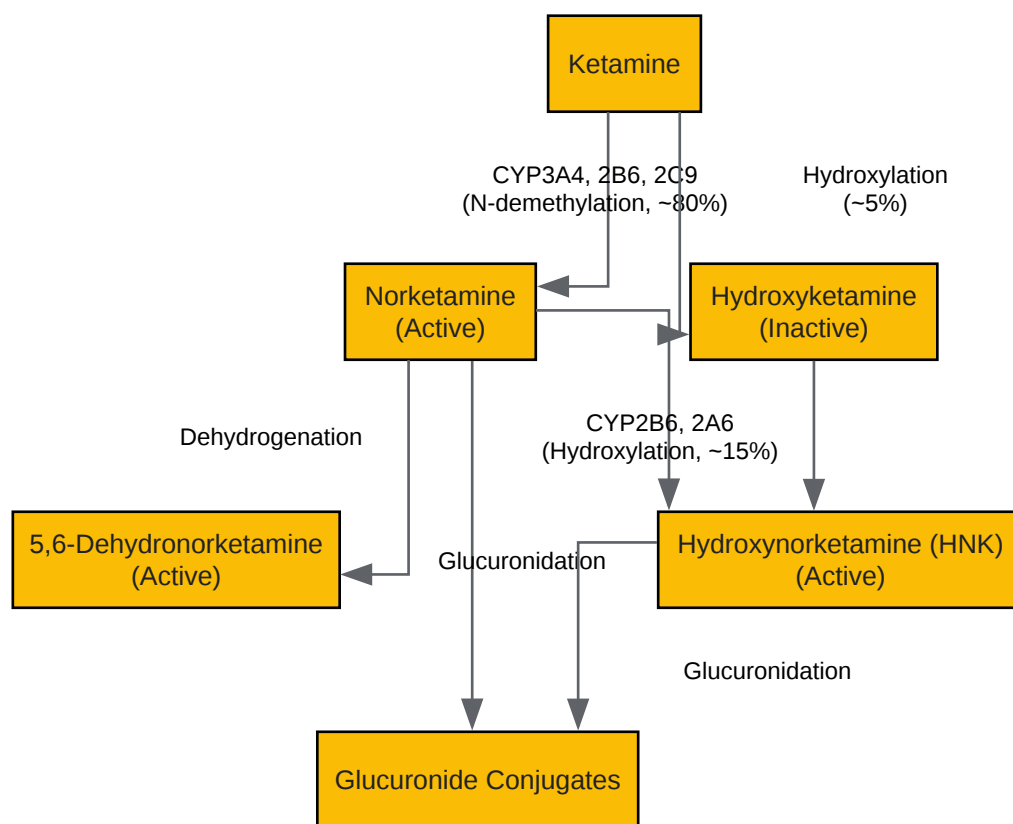 Ketamine
CYP3A4, 2B6, 2C9
(N-demethylation, ~80%)
Hydroxylation
(~5%)
Norketamine
(Active)
Hydroxyketamine
(Inactive)
Dehydrogenation
CYP2B6, 2A6
(Hydroxylation, ~15%)
5,6-Dehydronorketamine
(Active)
Glucuronidation
Hydroxynorketamine (HNK)
(Active)
Glucuronidation
Glucuronide Conjugates